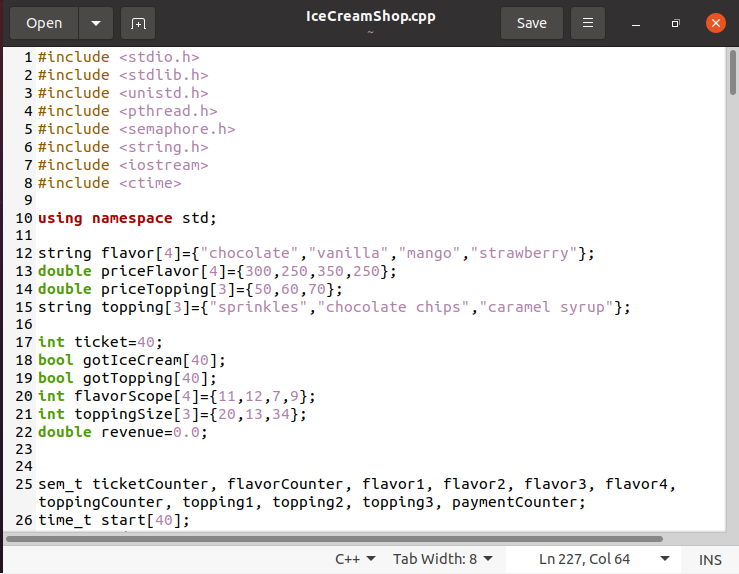 Open IceCreamShop.cpp Save
~
1 #include <stdio.h>
2 #include <stdlib.h>
3 #include <unistd.h>
4 #include <pthread.h>
5 #include <semaphore.h>
6 #include <string.h>
7 #include <iostream>
8 #include <ctime>
9
10 using namespace std;
11
12 string flavor[4]={"chocolate","vanilla","mango","strawberry"};
13 double priceFlavor[4]={300,250,350,250};
14 double priceTopping[3]={50,60,70};
15 string topping[3]={"sprinkles","chocolate chips","caramel syrup"};
16
17 int ticket=40;
18 bool gotIceCream[40];
19 bool gotTopping[40];
20 int flavorScope[4]={11,12,7,9};
21 int toppingSize[3]={20,13,34};
22 double revenue=0.0;
23
24
25 sem_t ticketCounter, flavorCounter, flavor1, flavor2, flavor3, flavor4,
toppingCounter, topping1, topping2, topping3, paymentCounter;
26 time_t start[40];
C++ Tab Width: 8 Ln 227, Col 64 INS